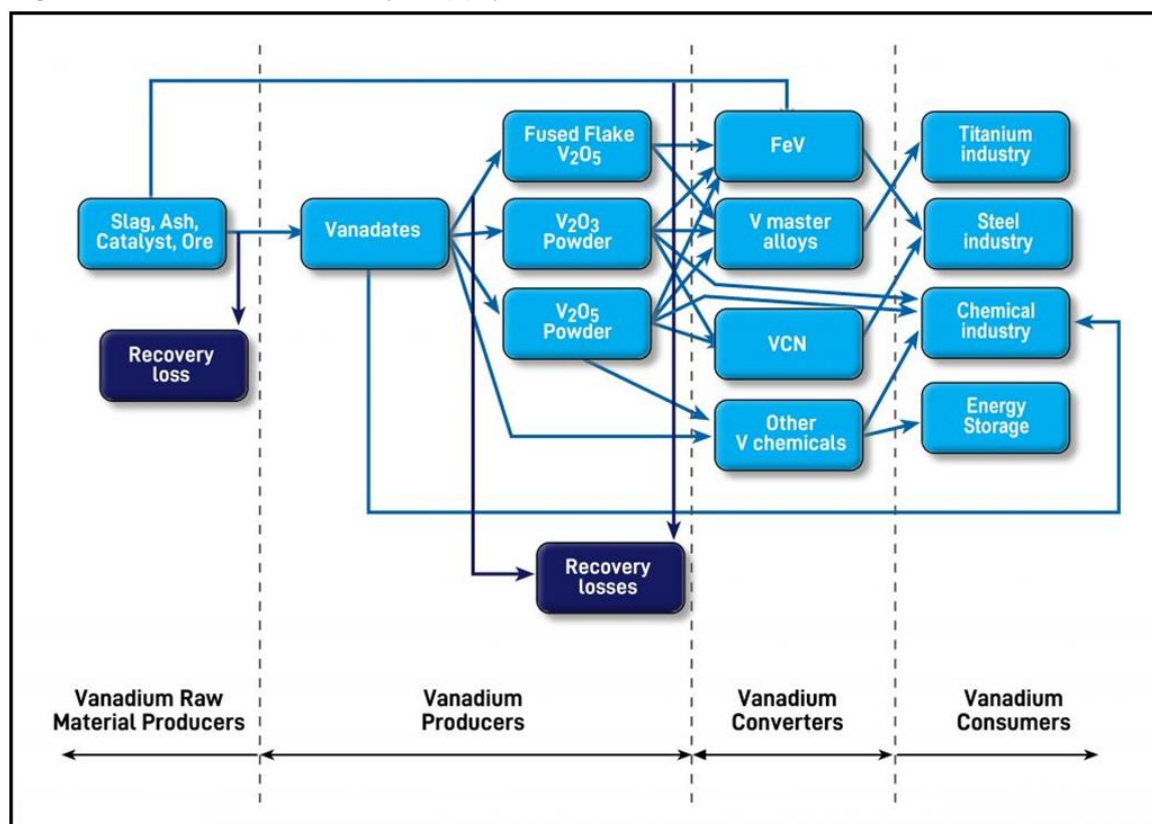 Fused Flake
V₂O₅
FeV
Titanium
industry
Slag, Ash,
Catalyst, Ore
Vanadates
V₂O₃
Powder
V master
alloys
Steel
industry
V₂O₅
Powder
Chemical
industry
Recovery
loss
VCN
Other
V chemicals
Energy
Storage
Recovery
losses
Vanadium Raw
Material Producers
Vanadium
Producers
Vanadium
Converters
Vanadium
Consumers